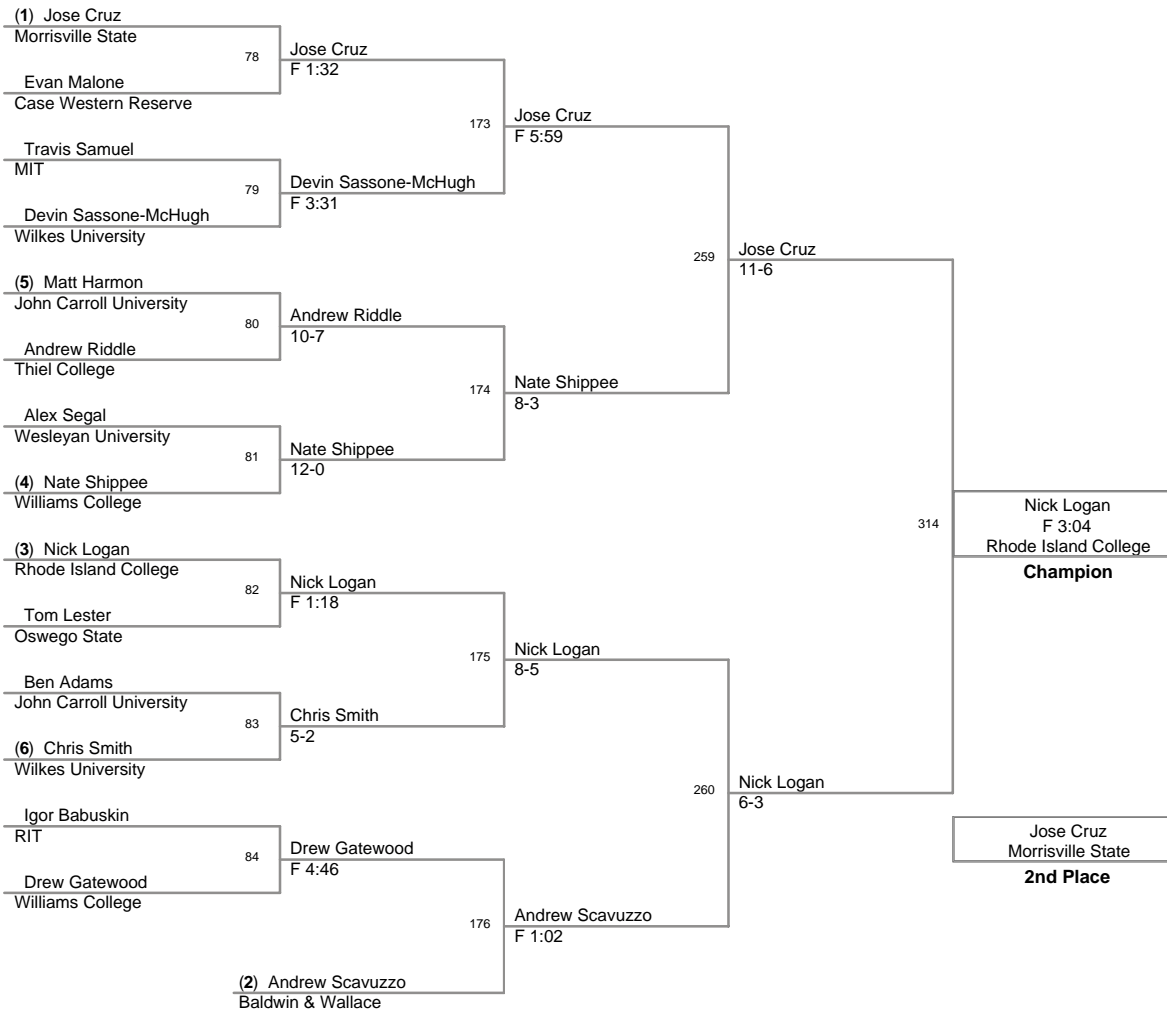 (1) Jose Cruz
Morrisville State
78
Jose Cruz
F 1:32
Evan Malone
Case Western Reserve
173
Jose Cruz
F 5:59
Travis Samuel
MIT
79
Devin Sassone-McHugh
F 3:31
Devin Sassone-McHugh
Wilkes University
259
Jose Cruz
11-6
(5) Matt Harmon
John Carroll University
80
Andrew Riddle
10-7
Andrew Riddle
Thiel College
174
Nate Shippee
8-3
Alex Segal
Wesleyan University
81
Nate Shippee
12-0
(4) Nate Shippee
Williams College
314
Nick Logan
F 3:04
Rhode Island College
Champion
(3) Nick Logan
Rhode Island College
82
Nick Logan
F 1:18
Tom Lester
Oswego State
175
Nick Logan
8-5
Ben Adams
John Carroll University
83
Chris Smith
5-2
(6) Chris Smith
Wilkes University
260
Nick Logan
6-3
Igor Babuskin
RIT
84
Drew Gatewood
F 4:46
Drew Gatewood
Williams College
176
Andrew Scavuzzo
F 1:02
(2) Andrew Scavuzzo
Baldwin & Wallace
Jose Cruz
Morrisville State
2nd Place